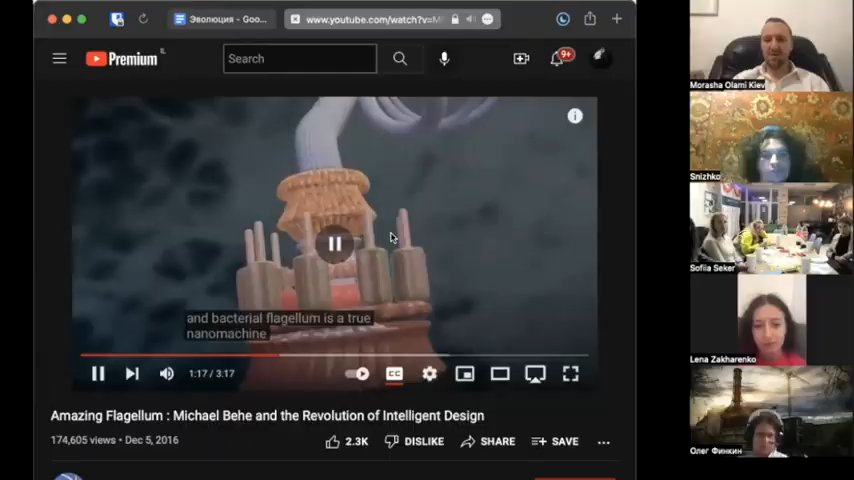 Эволюция - Goo...
www.youtube.com/watch?v=M
Premium
IL
Search
9+
and bacterial flagellum is a true
nanomachine
1:17 / 3:17
CC
Amazing Flagellum : Michael Behe and the Revolution of Intelligent Design
174,605 views • Dec 5, 2016
2.3K
DISLIKE
SHARE
SAVE
Morasha Olami Kiev
Snizhko
Sofiia Seker
Lena Zakharenko
Олег Финкин